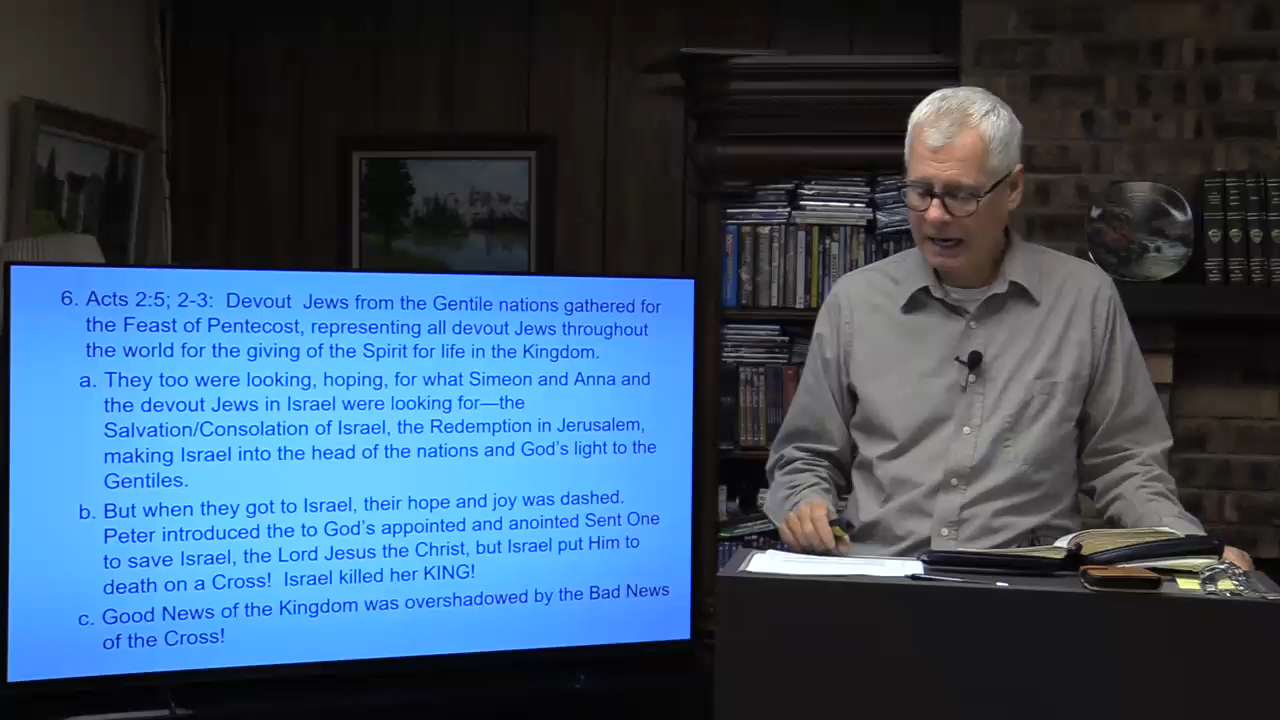 6. Acts 2:5; 2-3: Devout Jews from the Gentile nations gathered for
the Feast of Pentecost, representing all devout Jews throughout
the world for the giving of the Spirit for life in the Kingdom.
a. They too were looking, hoping, for what Simeon and Anna and
the devout Jews in Israel were looking for—the
Salvation/Consolation of Israel, the Redemption in Jerusalem,
making Israel into the head of the nations and God's light to the
Gentiles.
b. But when they got to Israel, their hope and joy was dashed.
Peter introduced the to God's appointed and anointed Sent One
to save Israel, the Lord Jesus the Christ, but Israel put Him to
death on a Cross! Israel killed her KING!
c. Good News of the Kingdom was overshadowed by the Bad News
of the Cross!